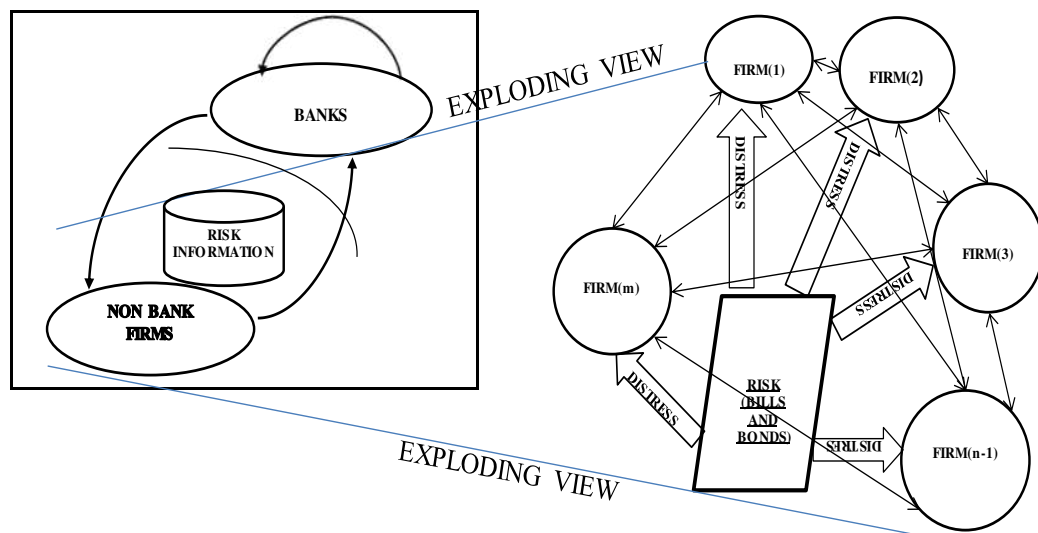 BANKS
RISK
INFORMATION
NON BANK
FIRMS
EXPLODING VIEW
EXPLODING VIEW
FIRM(1)
FIRM(2)
FIRM(3)
FIRM(m)
FIRM(n-1)
DISTRESS
DISTRESS
DISTRESS
DISTRESS
DISTRES
S
RISK
(BILLS
AND
BONDS)